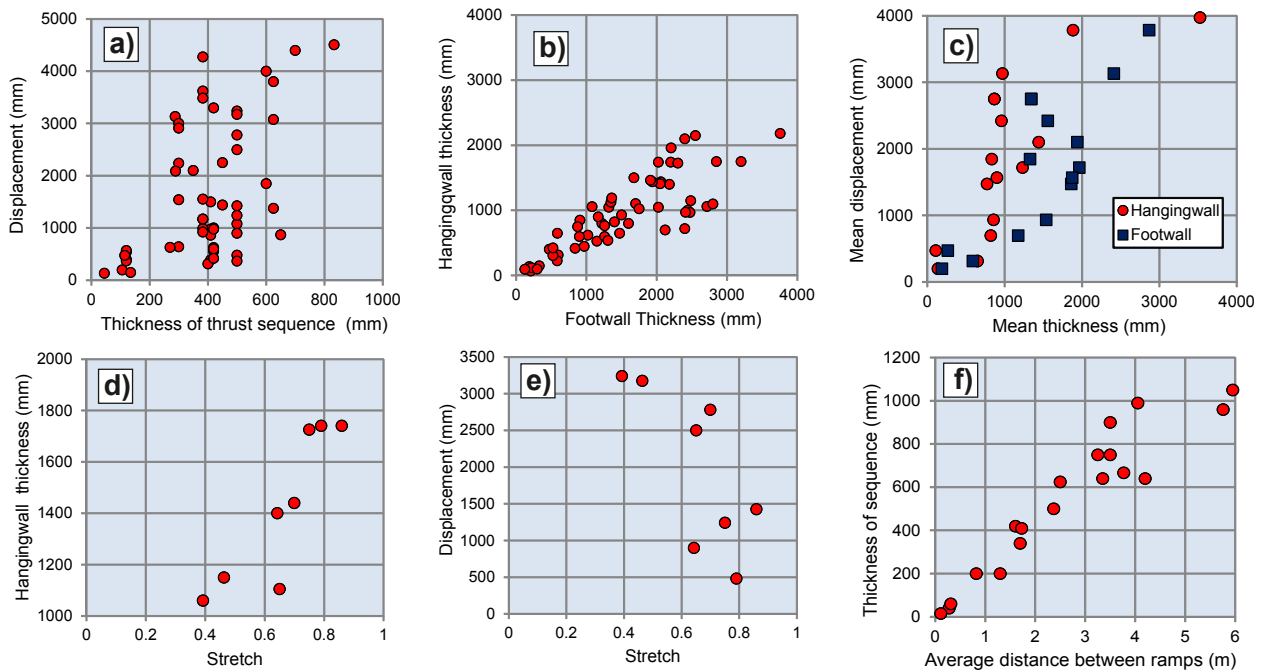 a)
Displacement (mm)
5000
4000
3000
2000
1000
0
0 200 400 600 800 1000
Thickness of thrust sequence (mm)
b)
Hangingqwall thickness (mm)
4000
3000
2000
1000
0
0 500 1000 1500 2000 2500 3000 3500 4000
Footwall Thickness (mm)
c)
Mean displacement (mm)
4000
3000
2000
1000
0
Hangingwall
Footwall
0 1000 2000 3000 4000
Mean thickness (mm)
d)
Hangingwall thickness (mm)
2000
1800
1600
1400
1200
1000
0 0.2 0.4 0.6 0.8 1
Stretch
e)
Displacement (mm)
3500
3000
2500
2000
1500
1000
500
0
0 0.2 0.4 0.6 0.8 1
Stretch
f)
Thickness of sequence (mm)
1200
1000
800
600
400
200
0
0 1 2 3 4 5 6
Average distance between ramps (m)